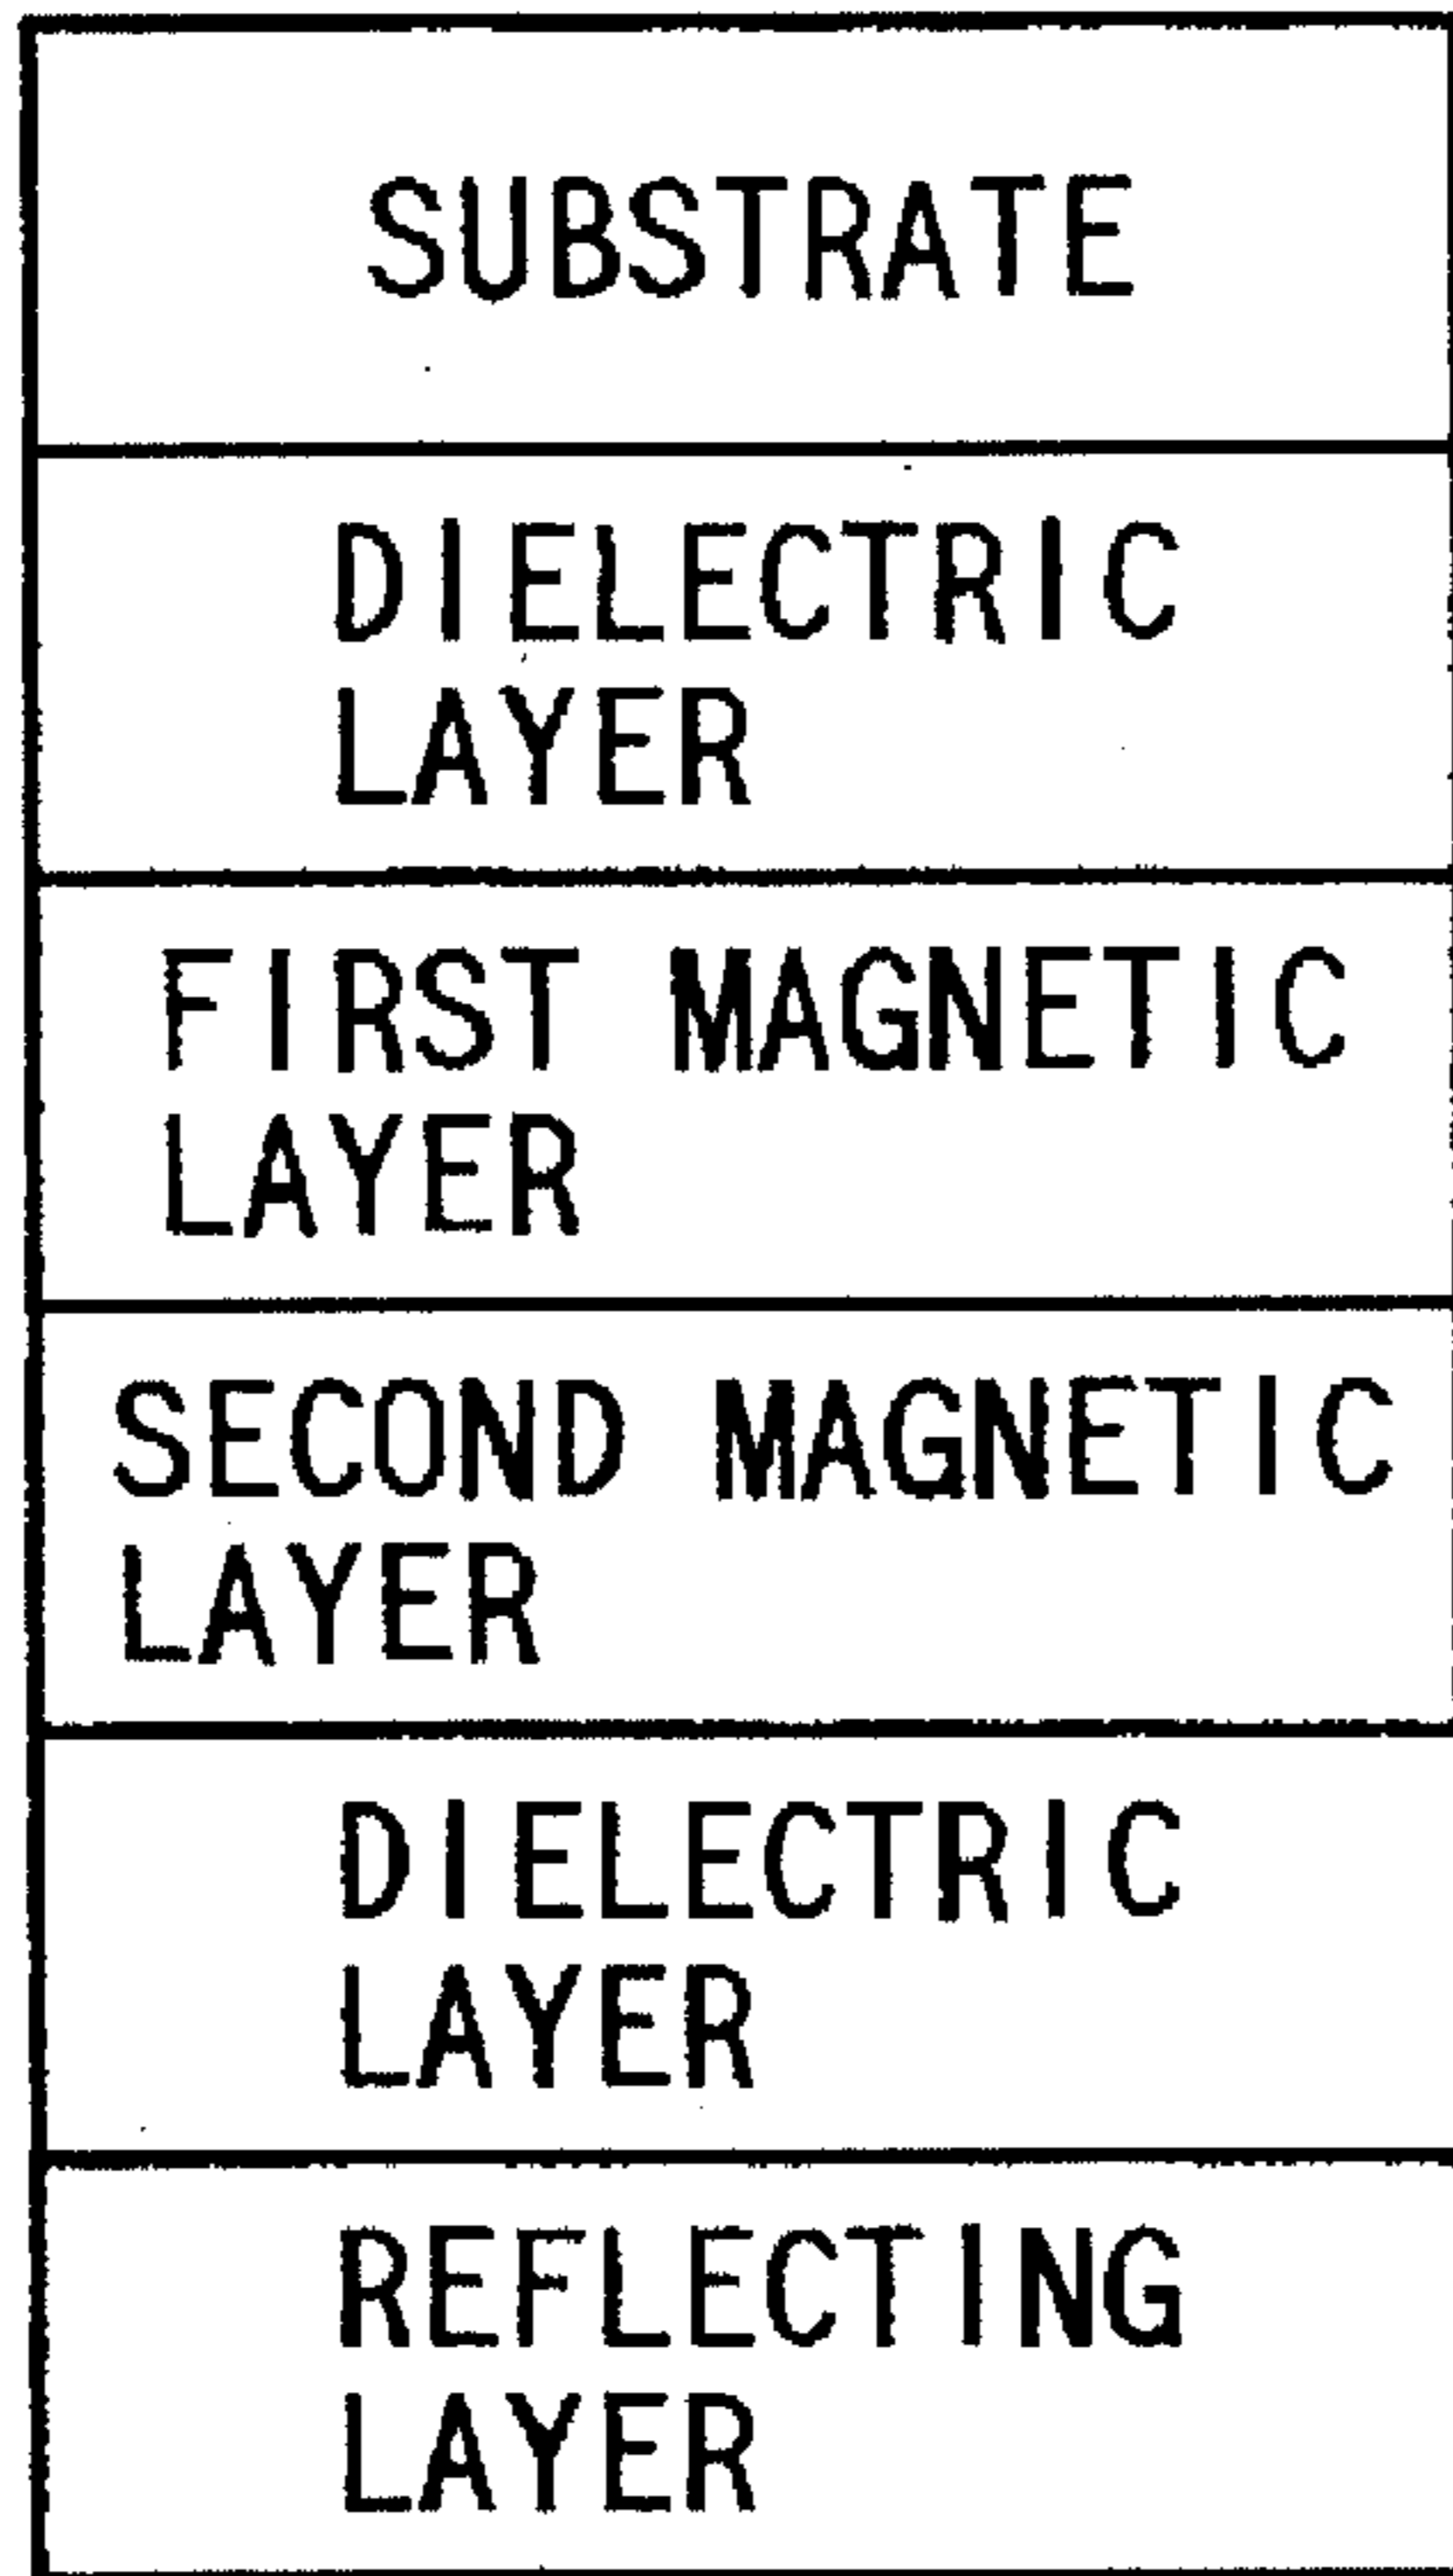 SUBSTRATE
DIELECTRIC
LAYER
FIRST MAGNETIC
LAYER
SECOND MAGNETIC
LAYER
DIELECTRIC
LAYER
REFLECTING
LAYER